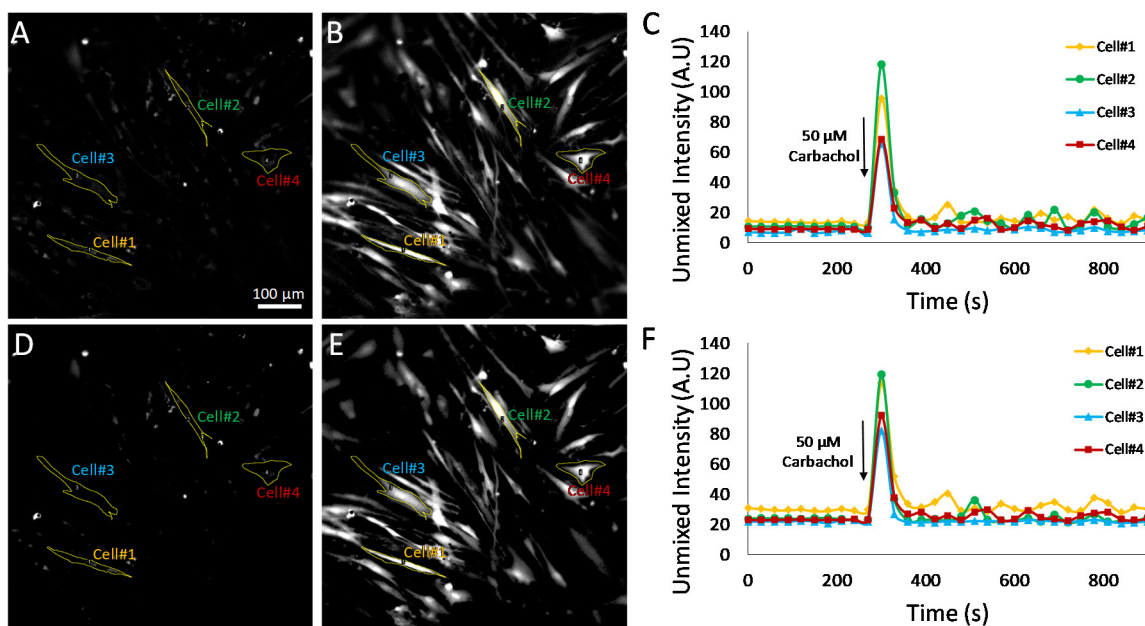 A
Cell#2
Cell#3
Cell#4
Cell#1
100 µm
B
Cell#2
Cell#3
Cell#4
Cell#1
C
Unmixed Intensity (A.U)
140
120
100
80
60
40
20
0
50 µM
Carbachol
Cell#1
Cell#2
Cell#3
Cell#4
0 200 400 600 800
Time (s)
D
Cell#2
Cell#3
Cell#4
Cell#1
E
Cell#2
Cell#3
Cell#4
Cell#1
F
Unmixed Intensity (A.U)
140
120
100
80
60
40
20
0
50 µM
Carbachol
Cell#1
Cell#2
Cell#3
Cell#4
0 200 400 600 800
Time (s)